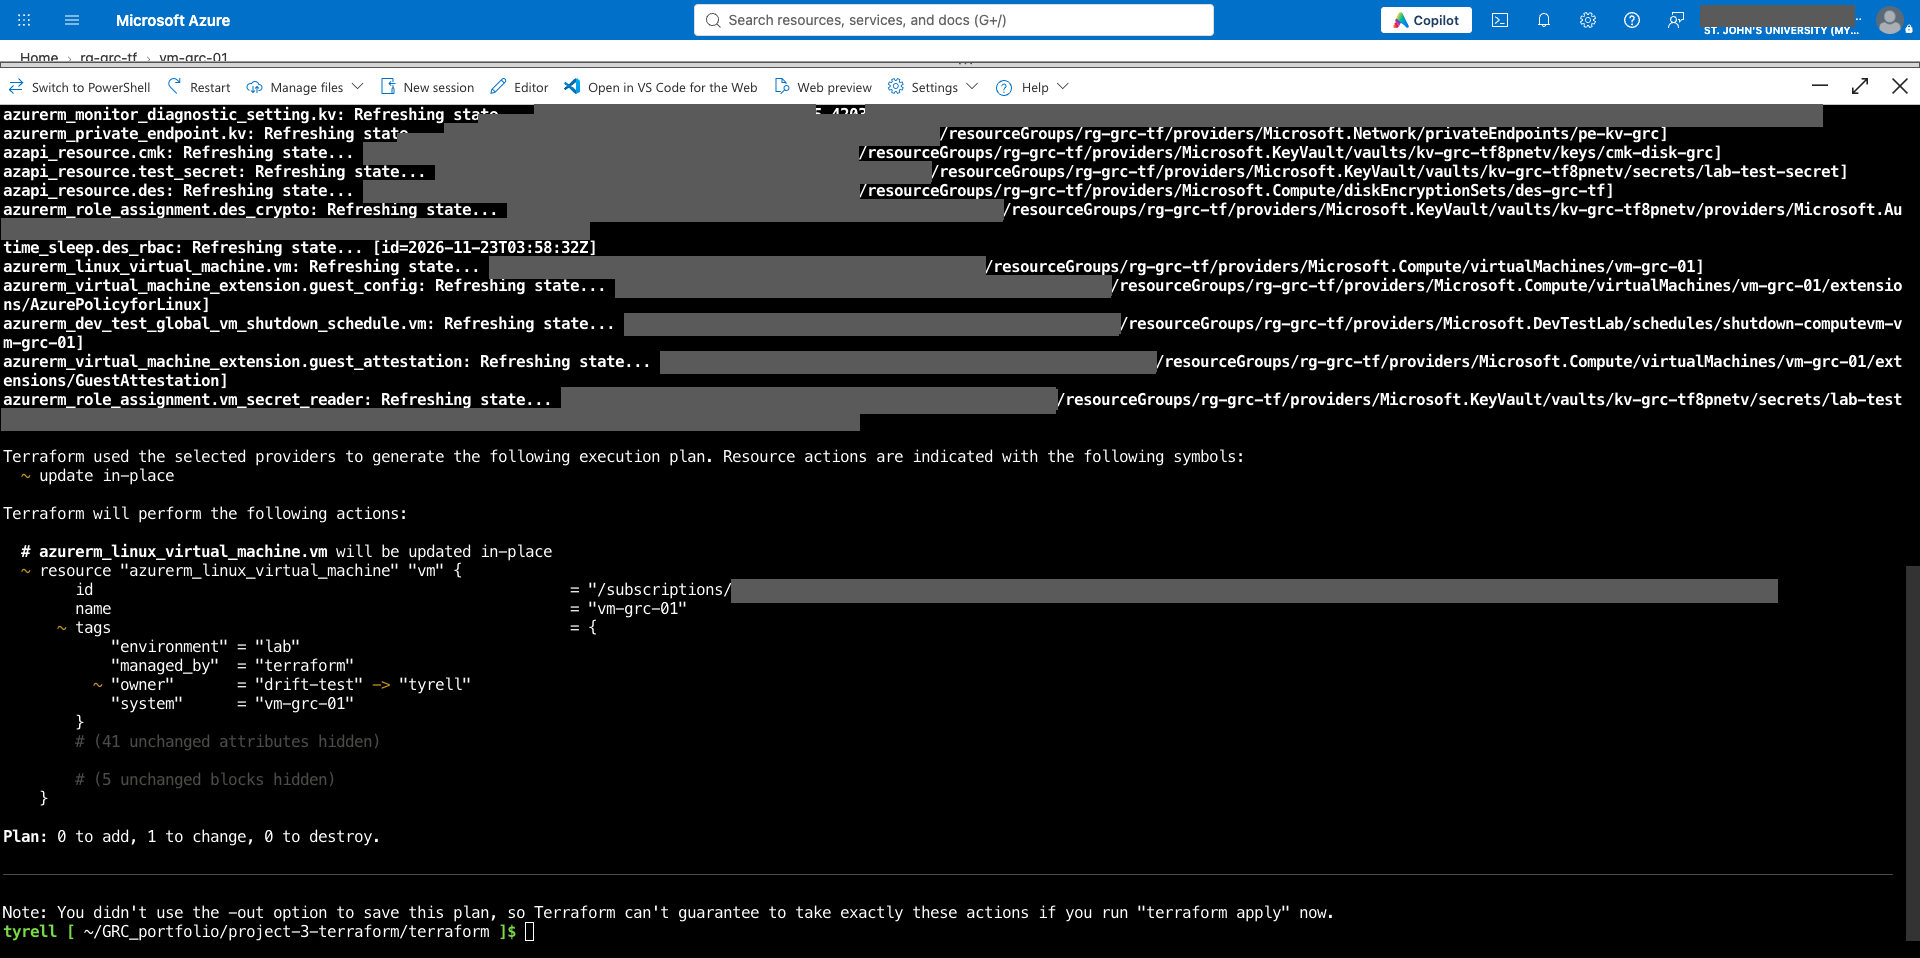 Microsoft Azure
Search resources, services, and docs (G+/)
Copilot
ST. JOHN'S UNIVERSITY (MY...
Home › rg-grc-tf › vm-grc-01
Switch to PowerShell Restart Manage files New session Editor Open in VS Code for the Web Web preview Settings Help
azurerm_monitor_diagnostic_setting.kv: Refreshing state
azurerm_private_endpoint.kv: Refreshing state /resourceGroups/rg-grc-tf/providers/Microsoft.Network/privateEndpoints/pe-kv-grc]
azapi_resource.cmk: Refreshing state... /resourceGroups/rg-grc-tf/providers/Microsoft.KeyVault/vaults/kv-grc-tf8pnetv/keys/cmk-disk-grc]
azapi_resource.test_secret: Refreshing state... /resourceGroups/rg-grc-tf/providers/Microsoft.KeyVault/vaults/kv-grc-tf8pnetv/secrets/lab-test-secret]
azapi_resource.des: Refreshing state... /resourceGroups/rg-grc-tf/providers/Microsoft.Compute/diskEncryptionSets/des-grc-tf]
azurerm_role_assignment.des_crypto: Refreshing state... /resourceGroups/rg-grc-tf/providers/Microsoft.KeyVault/vaults/kv-grc-tf8pnetv/providers/Microsoft.Au
time_sleep.des_rbac: Refreshing state... [id=2026-11-23T03:58:32Z]
azurerm_linux_virtual_machine.vm: Refreshing state... /resourceGroups/rg-grc-tf/providers/Microsoft.Compute/virtualMachines/vm-grc-01]
azurerm_virtual_machine_extension.guest_config: Refreshing state... /resourceGroups/rg-grc-tf/providers/Microsoft.Compute/virtualMachines/vm-grc-01/extensio
ns/AzurePolicyforLinux]
azurerm_dev_test_global_vm_shutdown_schedule.vm: Refreshing state... /resourceGroups/rg-grc-tf/providers/Microsoft.DevTestLab/schedules/shutdown-computevm-v
m-grc-01]
azurerm_virtual_machine_extension.guest_attestation: Refreshing state... /resourceGroups/rg-grc-tf/providers/Microsoft.Compute/virtualMachines/vm-grc-01/ext
ensions/GuestAttestation]
azurerm_role_assignment.vm_secret_reader: Refreshing state... /resourceGroups/rg-grc-tf/providers/Microsoft.KeyVault/vaults/kv-grc-tf8pnetv/secrets/lab-test
Terraform used the selected providers to generate the following execution plan. Resource actions are indicated with the following symbols:
~ update in-place
Terraform will perform the following actions:
# azurerm_linux_virtual_machine.vm will be updated in-place
~ resource "azurerm_linux_virtual_machine" "vm" {
id = "/subscriptions/
name = "vm-grc-01"
~ tags = {
"environment" = "lab"
"managed_by" = "terraform"
~ "owner" = "drift-test" -> "tyrell"
"system" = "vm-grc-01"
}
# (41 unchanged attributes hidden)
# (5 unchanged blocks hidden)
}
Plan: 0 to add, 1 to change, 0 to destroy.
Note: You didn't use the -out option to save this plan, so Terraform can't guarantee to take exactly these actions if you run "terraform apply" now.
tyrell [ ~/GRC_portfolio/project-3-terraform/terraform ]$